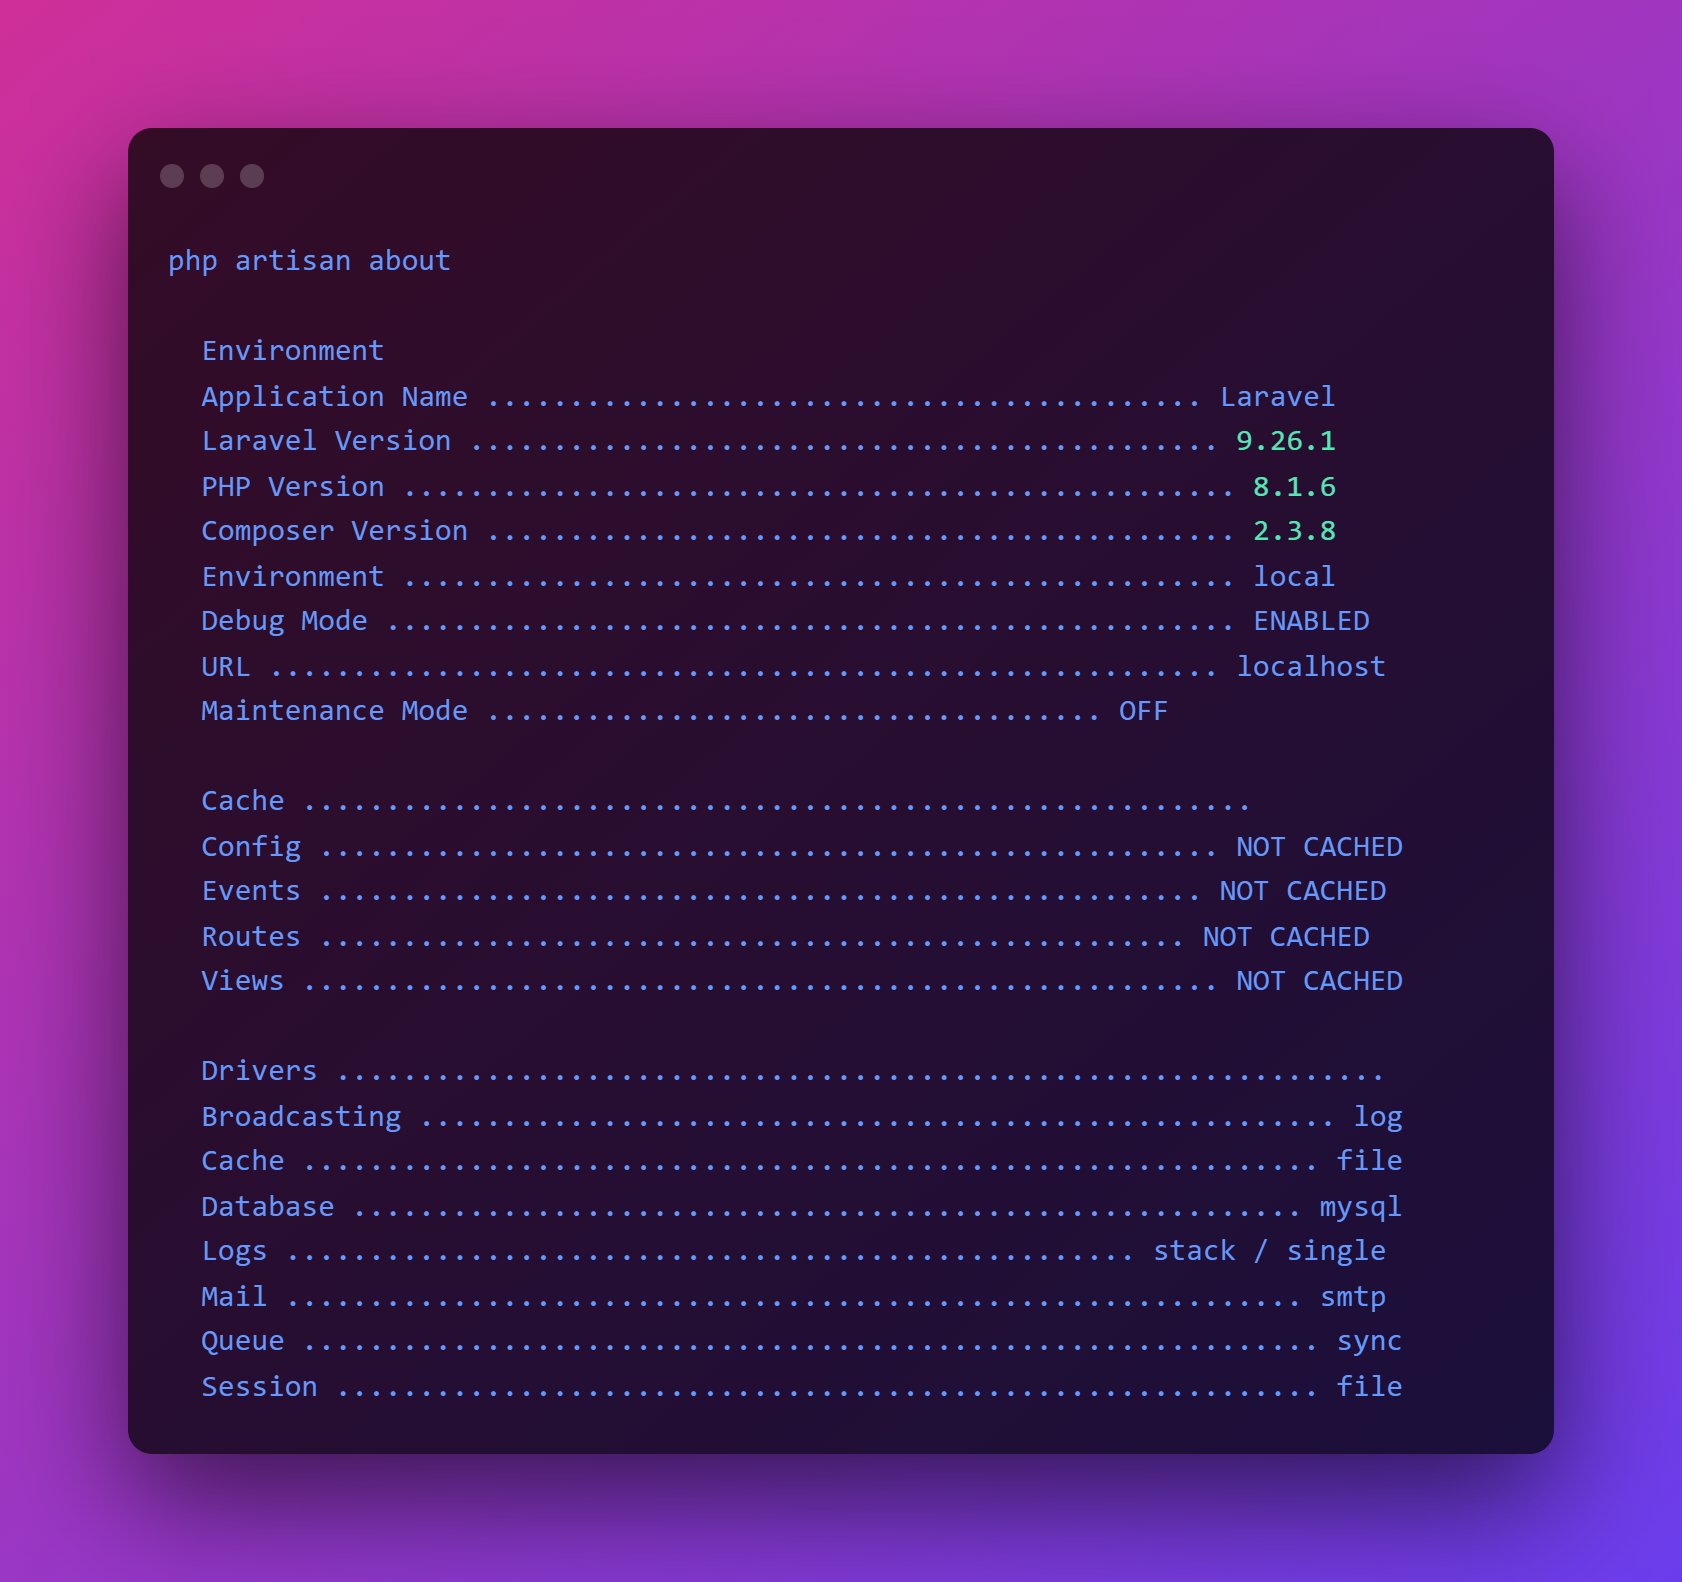 php artisan about
Environment
Application Name ........................................... Laravel
Laravel Version ............................................. 9.26.1
PHP Version .................................................. 8.1.6
Composer Version ............................................. 2.3.8
Environment .................................................. local
Debug Mode ................................................... ENABLED
URL ......................................................... localhost
Maintenance Mode ..................................... OFF
Cache .........................................................
Config ...................................................... NOT CACHED
Events ..................................................... NOT CACHED
Routes .................................................... NOT CACHED
Views ....................................................... NOT CACHED
Drivers ...............................................................
Broadcasting ....................................................... log
Cache ............................................................. file
Database ......................................................... mysql
Logs ................................................... stack / single
Mail ............................................................. smtp
Queue ............................................................. sync
Session ........................................................... file